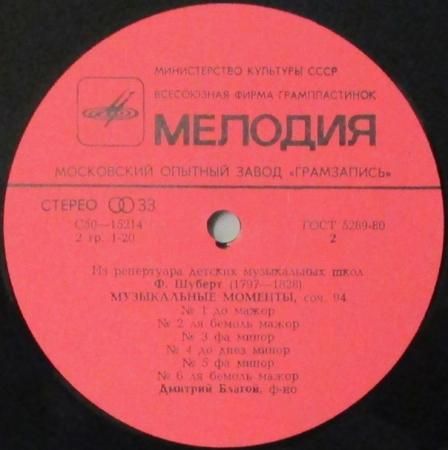 МИНИСТЕРСТВО КУЛЬТУРЫ СССР
ВСЕСОЮЗНАЯ ФИРМА ГРАМПЛАСТИНОК
МЕЛОДИЯ
МОСКОВСКИЙ ОПЫТНЫЙ ЗАВОД «ГРАМЗАПИСЬ»
СТЕРЕО 33
С50—15214 ГОСТ 5289-80
2 гр. 1-20 2
Из репертуара детских музыкальных школ
Ф. Шуберт (1797—1828)
МУЗЫКАЛЬНЫЕ МОМЕНТЫ, соч. 94
№ 1 до мажор
№ 2 ля бемоль мажор
№ 3 фа минор
№ 4 до диез минор
№ 5 фа минор
№ 6 ля бемоль мажор
Дмитрий Благой, ф-но